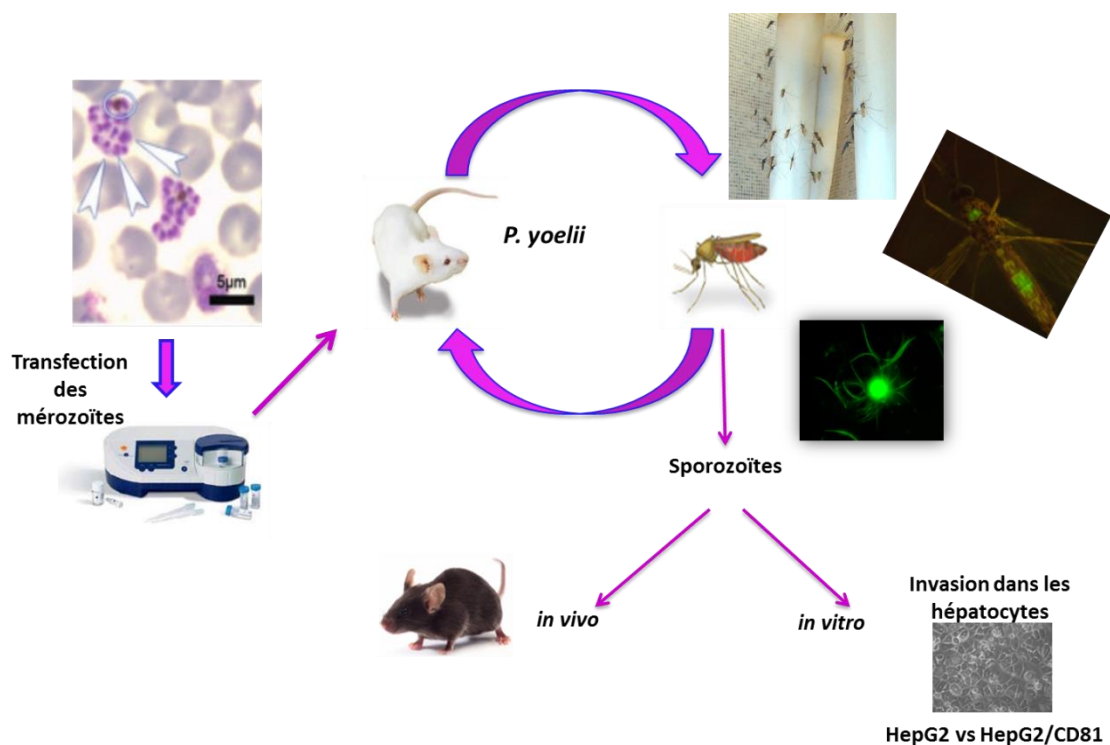 5µm
Transfection
des
mérozoïtes
P. yoelii
Sporozoïtes
in vivo
in vitro
Invasion dans les
hépatocytes
HepG2 vs HepG2/CD81